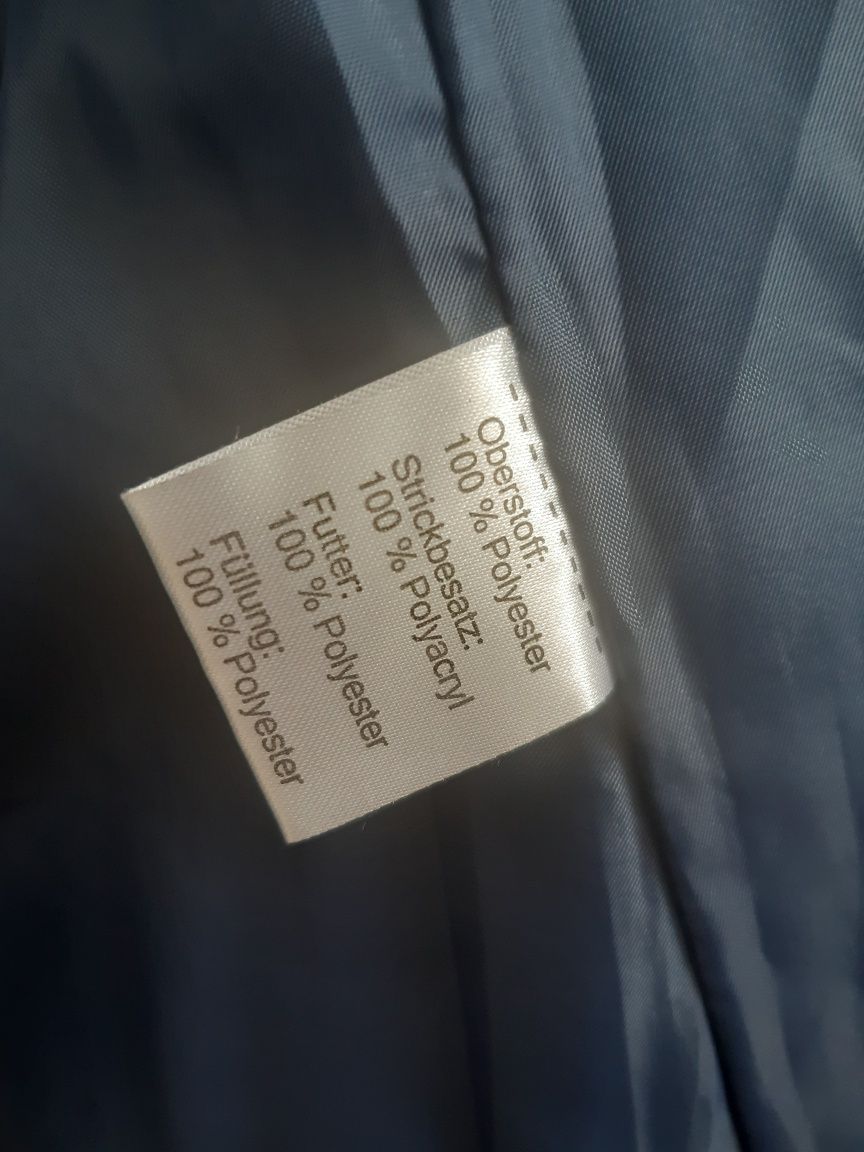 Oberstoff:
100 % Polyester
Strickbesatz:
100 % Polyacryl
Futter:
100 % Polyester
Füllung:
100 % Polyester